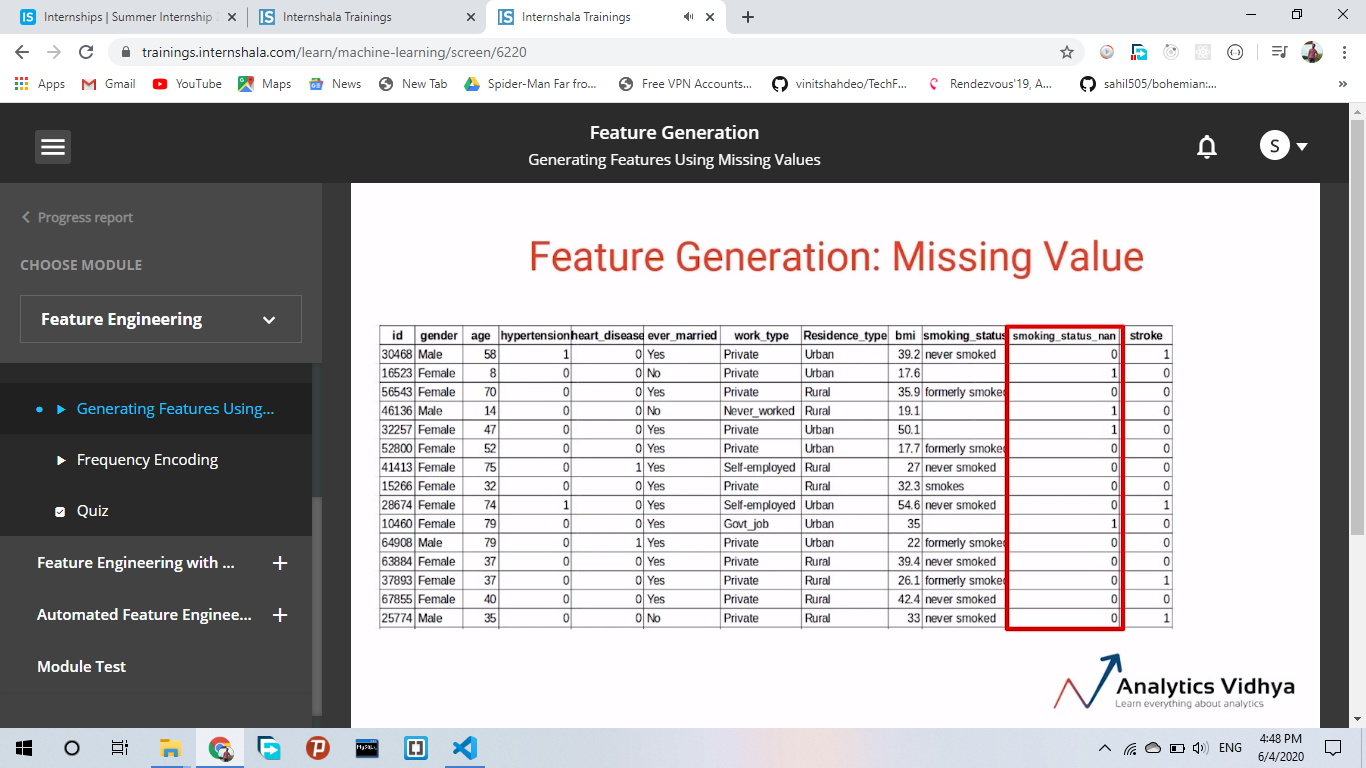 Internships | Summer Internship
Internshala Trainings
Internshala Trainings
trainings.internshala.com/learn/machine-learning/screen/6220
Apps Gmail YouTube Maps News New Tab Spider-Man Far fro... Free VPN Accounts... vinitshahdeo/TechF... Rendezvous'19, A... sahil505/bohemian:... »
Feature Generation
Generating Features Using Missing Values
S
Progress report
CHOOSE MODULE
Feature Engineering
Generating Features Using...
Frequency Encoding
Quiz
Feature Engineering with ... +
Automated Feature Enginee... +
Module Test
Feature Generation: Missing Value
id gender age hypertension heart_disease ever_married work_type Residence_type bmi smoking_status smoking_status_nan stroke
30468 Male 58 1 0 Yes Private Urban 39.2 never smoked 0 1
16523 Female 8 0 0 No Private Urban 17.6 1 0
56543 Female 70 0 0 Yes Private Rural 35.9 formerly smoked 0 0
46136 Male 14 0 0 No Never_worked Rural 19.1 1 0
32257 Female 47 0 0 Yes Private Urban 50.1 1 0
52800 Female 52 0 0 Yes Private Urban 17.7 formerly smoked 0 0
41413 Female 75 0 1 Yes Self-employed Rural 27 never smoked 0 0
15266 Female 32 0 0 Yes Private Rural 32.3 smokes 0 0
28674 Female 74 1 0 Yes Self-employed Urban 54.6 never smoked 0 1
10460 Female 79 0 0 Yes Govt_job Urban 35 1 0
64908 Male 79 0 1 Yes Private Urban 22 formerly smoked 0 0
63884 Female 37 0 0 Yes Private Rural 39.4 never smoked 0 0
37893 Female 37 0 0 Yes Private Rural 26.1 formerly smoked 0 1
67855 Female 40 0 0 Yes Private Rural 42.4 never smoked 0 0
25774 Male 35 0 0 No Private Rural 33 never smoked 0 1
Analytics Vidhya
Learn everything about analytics
ENG
4:48 PM
6/4/2020